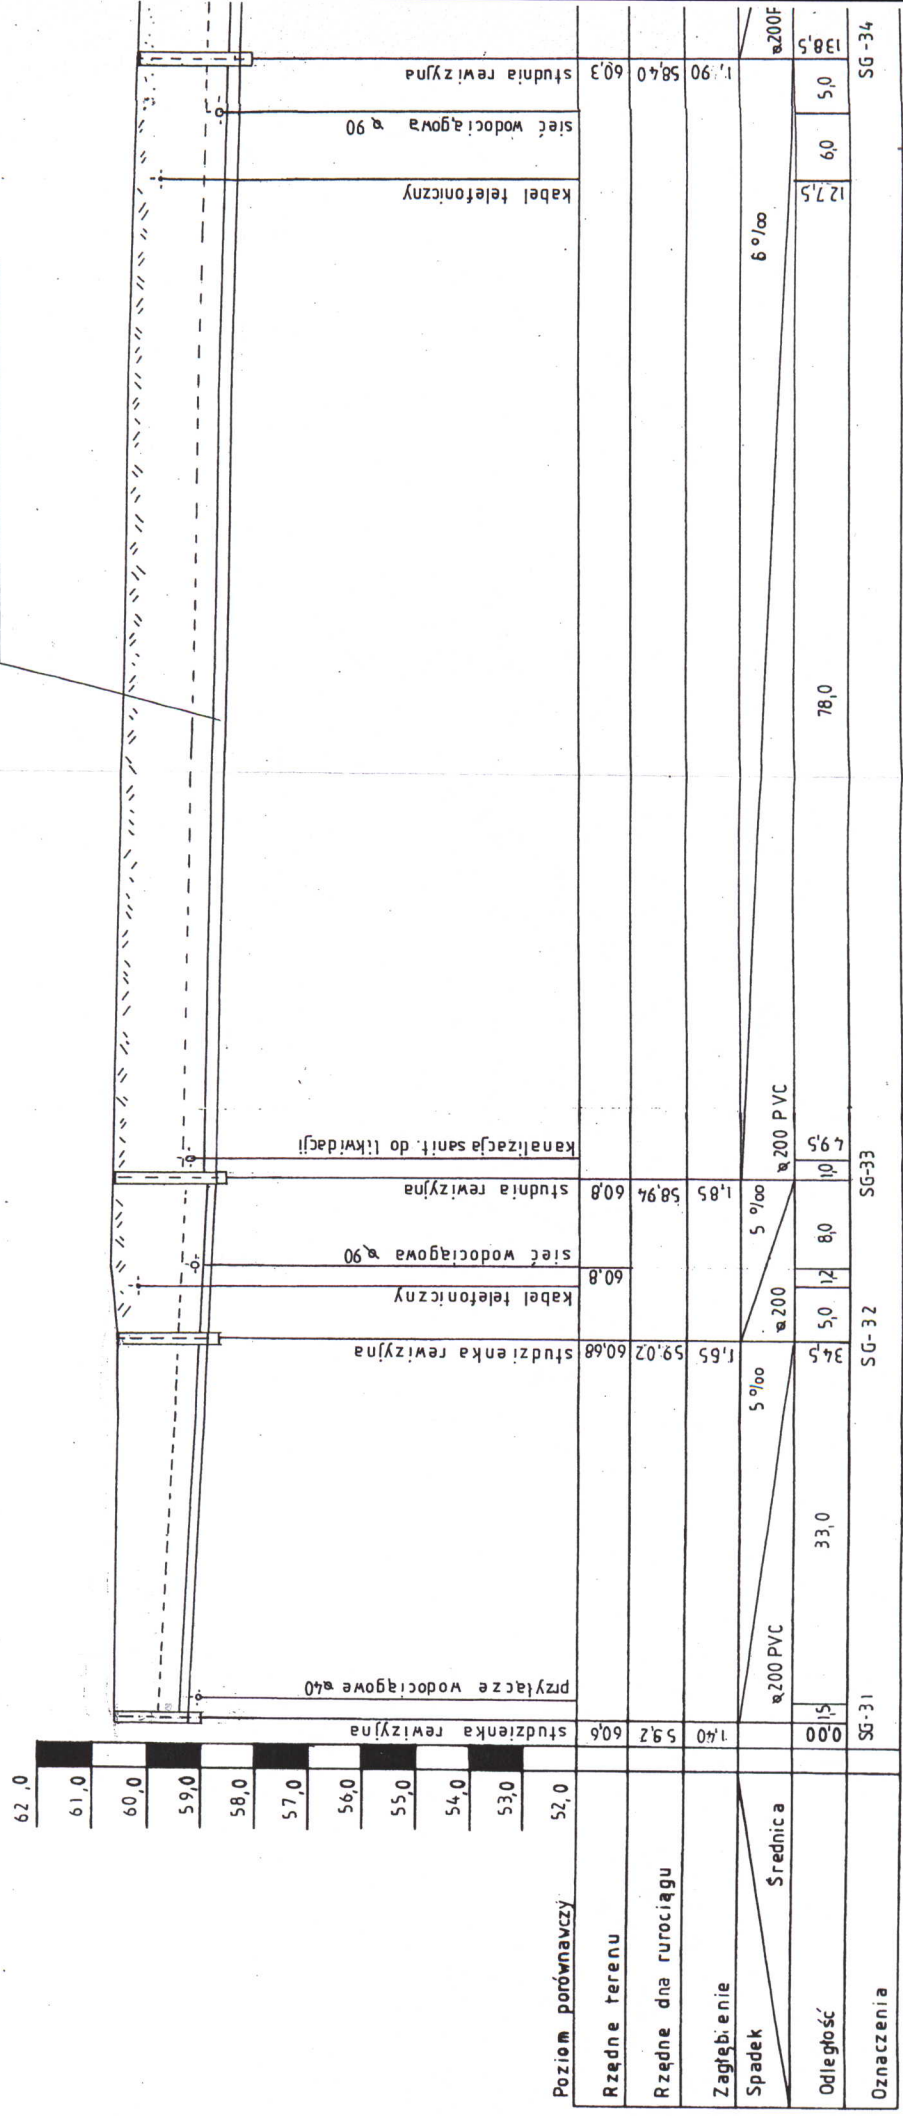 62,0
61,0
60,0
59,0
58,0
57,0
56,0
55,0
54,0
53,0
52,0
Poziom porównawczy
studzienka rewizyjna
przyłącze wodociągowe ø40
studzienka rewizyjna
kabel telefoniczny
sieć wodociągowa ø90
studnia rewizyjna
kanalizacja sanit. do likwidacji
kabel telefoniczny
sieć wodociągowa ø 90
studnia rewizyjna
Rzędne terenu 60,6 60,68 60,8 60,8 60,3
Rzędne dna rurociągu 59,2 59,02 58,94 58,40
Zagłębienie 1,40 1,65 1,85 1,90
Spadek 5 ‰ 5 ‰ 6 ‰
Średnica ø200 PVC ø200 ø200 PVC ø200P
Odległość 0,00 1,5 33,0 34,5 5,0 1,2 8,0 1,0 49,5 78,0 127,5 6,0 5,0 138,5
Oznaczenia SG-31 SG-32 SG-33 SG-34